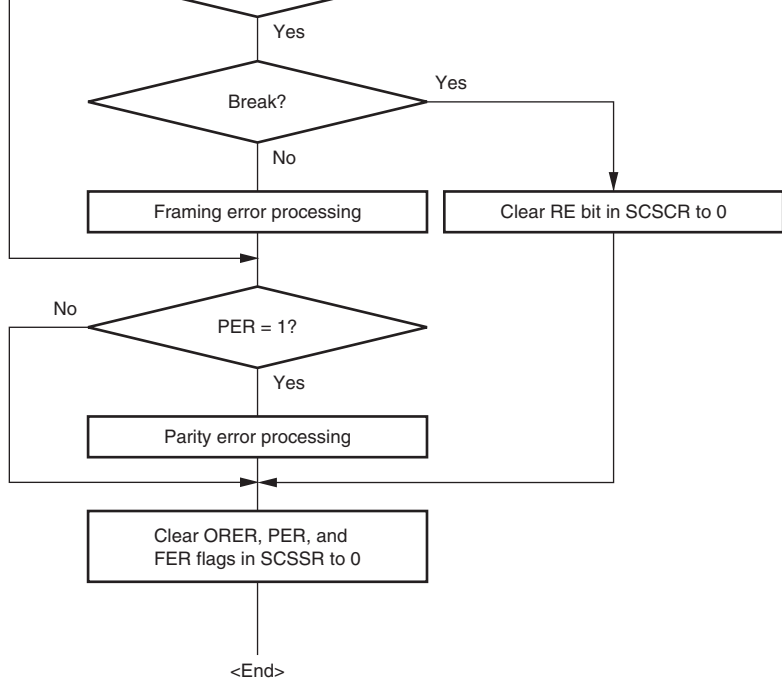 Yes
Break?
Yes
No
Framing error processing
Clear RE bit in SCSCR to 0
No
PER = 1?
Yes
Parity error processing
Clear ORER, PER, and
FER flags in SCSSR to 0
<End>